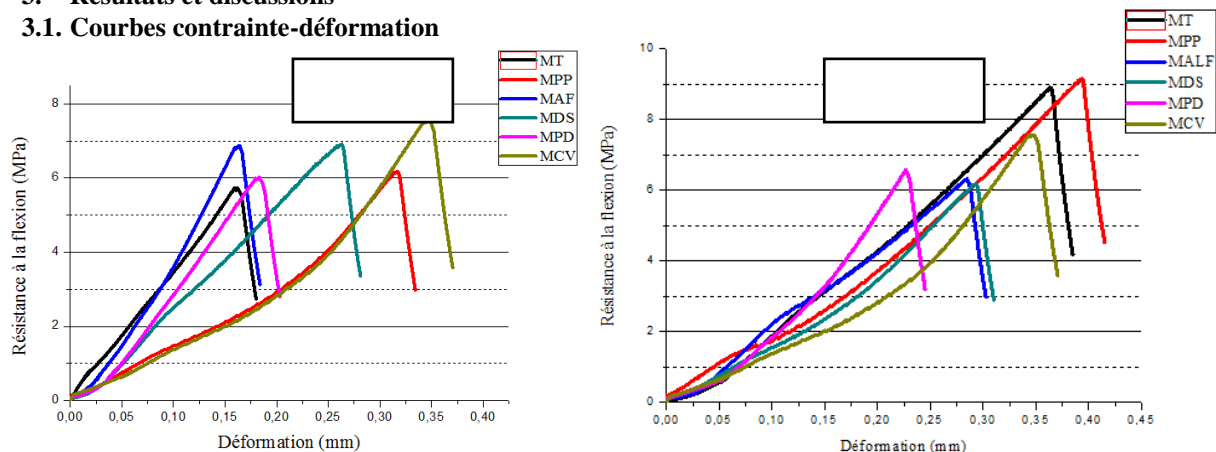 3. Résultats et discussions
3.1. Courbes contrainte-déformation
MT
MPP
MAF
MDS
MPD
MCV
Résistance à la flexion (MPa)
8
6
4
2
0
0,00 0,05 0,10 0,15 0,20 0,25 0,30 0,35 0,40
Déformation (mm)
MT
MPP
MALF
MDS
MPD
MCV
Résistance à la flexion (MPa)
10
8
6
4
2
0
0,00 0,05 0,10 0,15 0,20 0,25 0,30 0,35 0,40 0,45
Déformation (mm)